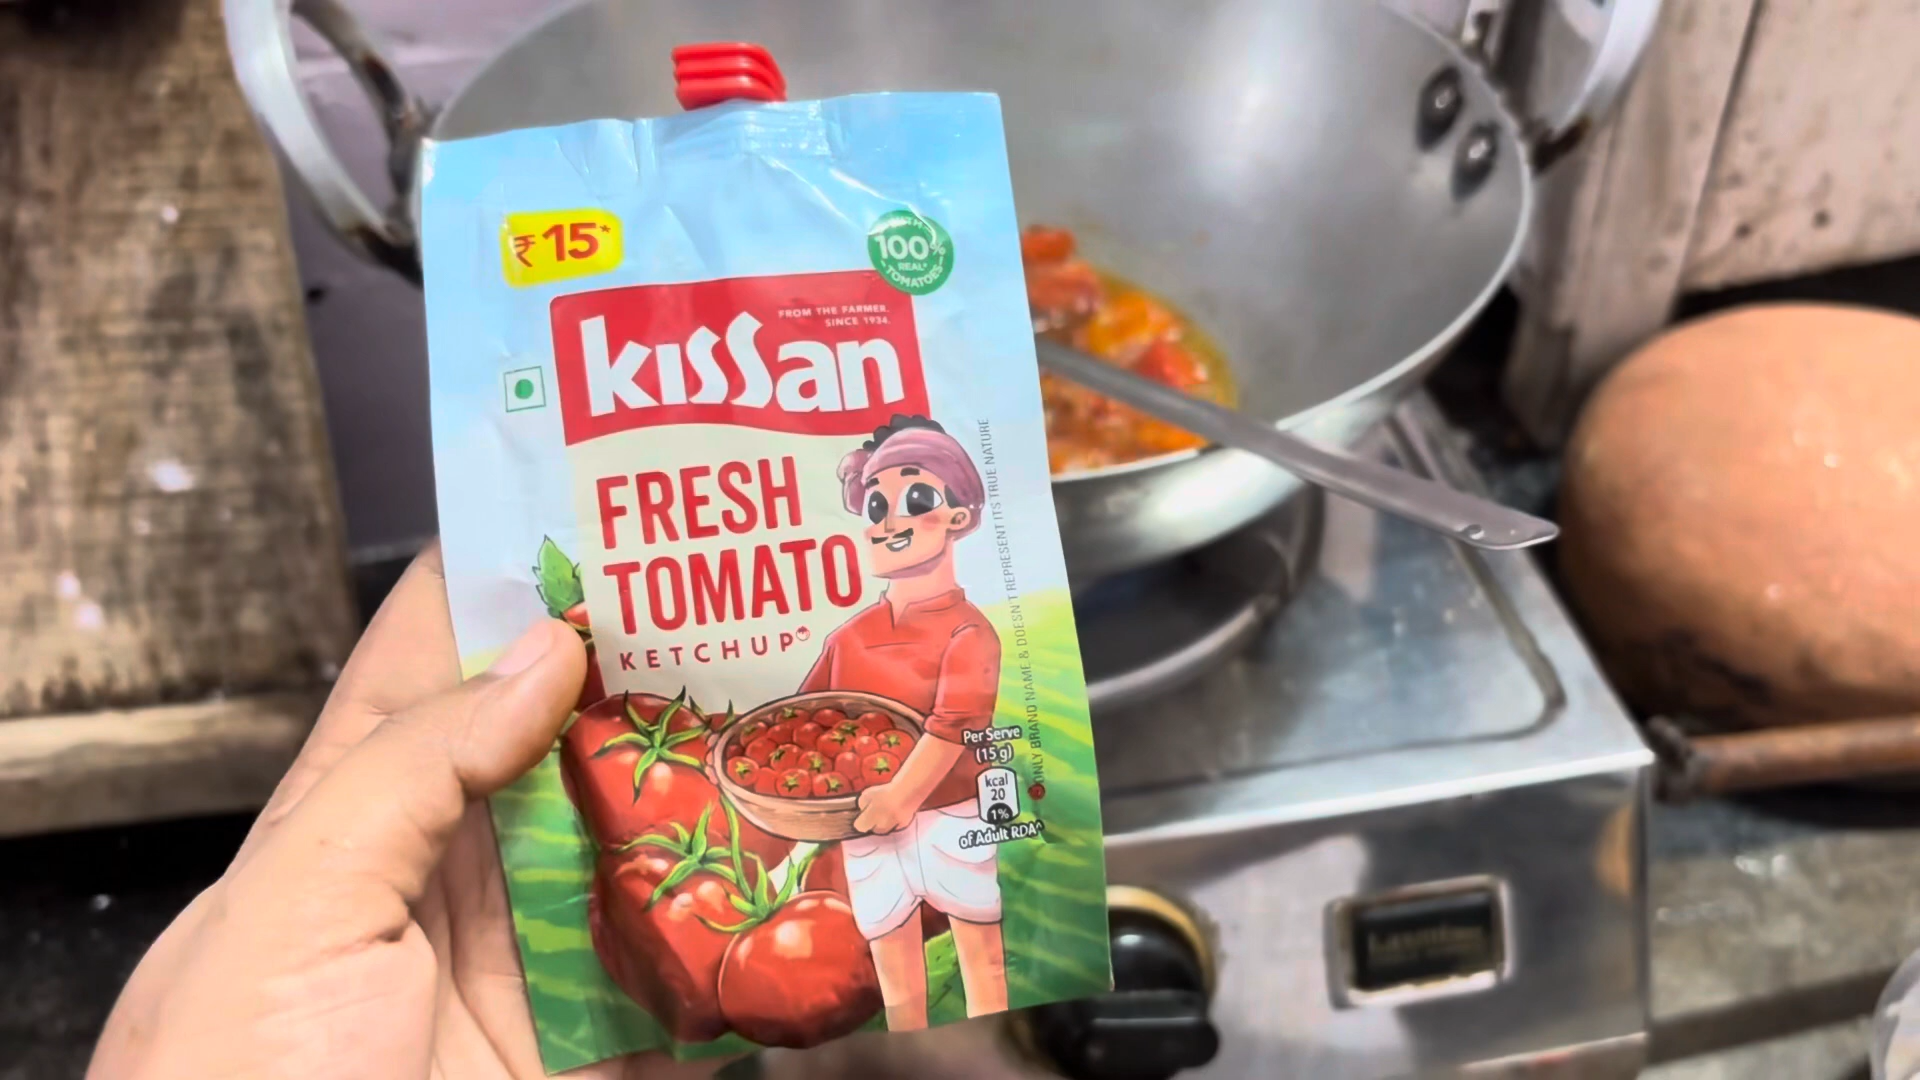 ₹15*
WITH
100%
REAL*
TOMATOES
FROM THE FARMER.
SINCE 1934.
kissan
FRESH
TOMATO
KETCHUP
ONLY BRAND NAME & DOESN'T REPRESENT ITS TRUE NATURE
Per Serve
(15 g)
kcal
20
1%
of Adult RDA^